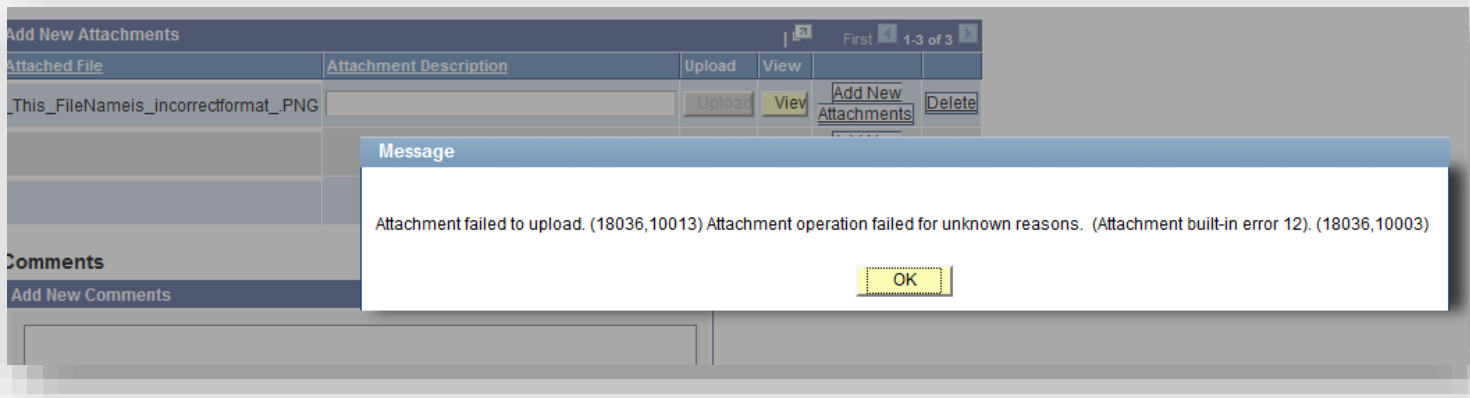 Add New Attachments
First 1-3 of 3
Attached File Attachment Description Upload View
_This_FileNameis_incorrectformat_.PNG Upload View Add New Attachments Delete
Message
Attachment failed to upload. (18036,10013) Attachment operation failed for unknown reasons. (Attachment built-in error 12). (18036,10003)
OK
Comments
Add New Comments